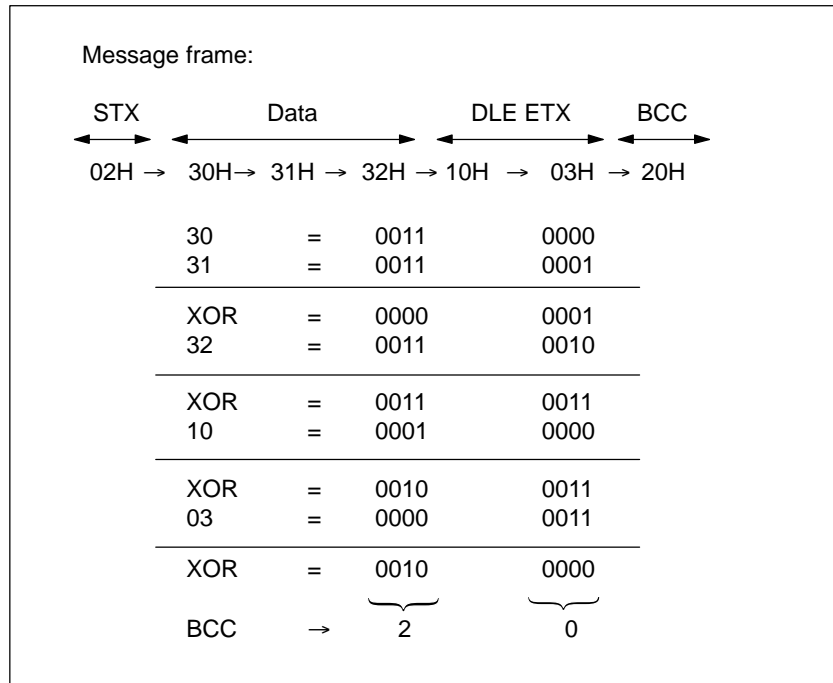 Message frame:
STX Data DLE ETX BCC
02H → 30H→ 31H → 32H → 10H → 03H → 20H
30 = 0011 0000
31 = 0011 0001
XOR = 0000 0001
32 = 0011 0010
XOR = 0011 0011
10 = 0001 0000
XOR = 0010 0011
03 = 0000 0011
XOR = 0010 0000
BCC → 2 0